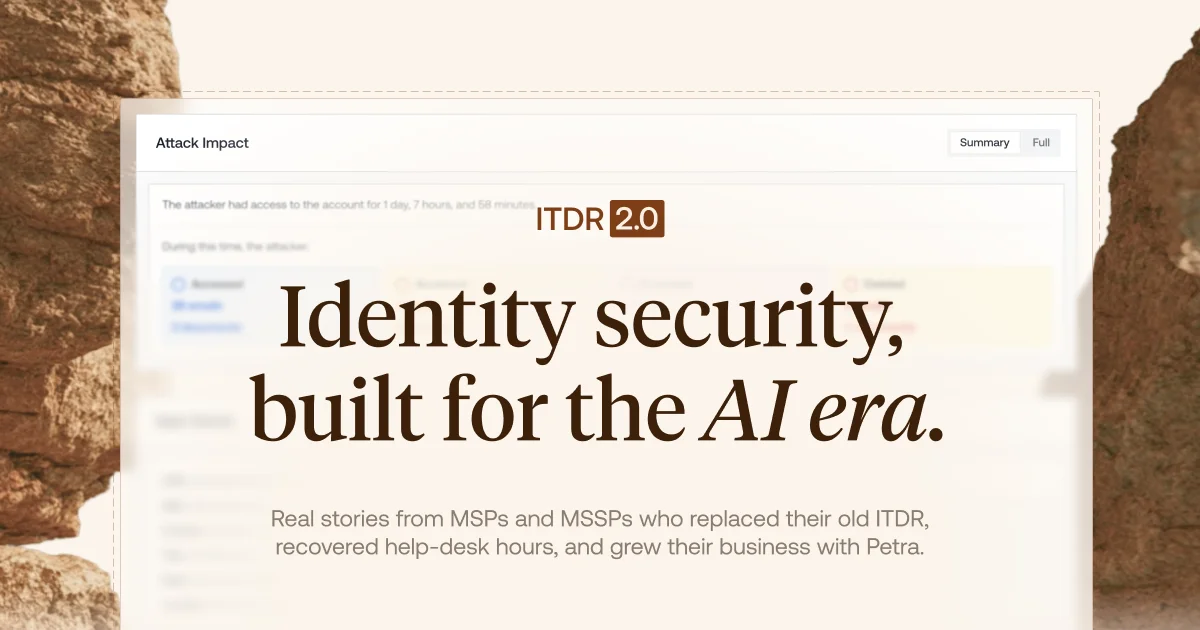 Attack Impact
Summary
Full
The attacker had access to the account for 1 day, 7 hours, and 58 minutes.
ITDR 2.0
During this time, the attacker:
Identity security,
built for the AI era.
Real stories from MSPs and MSSPs who replaced their old ITDR,
recovered help-desk hours, and grew their business with Petra.